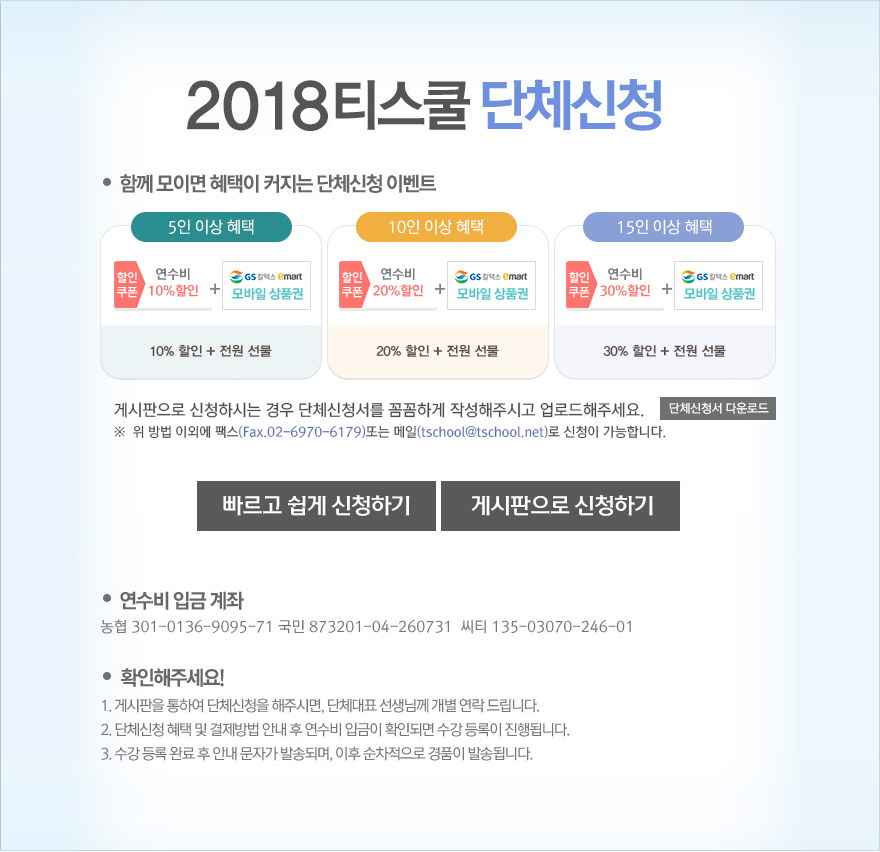 2018 티스쿨 단체신청
• 함께 모이면 혜택이 커지는 단체신청 이벤트
5인 이상 혜택
할인 쿠폰
연수비
10%할인
+
GS칼텍스 emart
모바일 상품권
10% 할인 + 전원 선물
10인 이상 혜택
할인 쿠폰
연수비
20%할인
+
GS칼텍스 emart
모바일 상품권
20% 할인 + 전원 선물
15인 이상 혜택
할인 쿠폰
연수비
30%할인
+
GS칼텍스 emart
모바일 상품권
30% 할인 + 전원 선물
게시판으로 신청하시는 경우 단체신청서를 꼼꼼하게 작성해주시고 업로드해주세요. 단체신청서 다운로드
※ 위 방법 이외에 팩스(Fax.02-6970-6179)또는 메일(tschool@tschool.net)로 신청이 가능합니다.
빠르고 쉽게 신청하기 게시판으로 신청하기
• 연수비 입금 계좌
농협 301-0136-9095-71 국민 873201-04-260731 씨티 135-03070-246-01
• 확인해주세요!
1. 게시판을 통하여 단체신청을 해주시면, 단체대표 선생님께 개별 연락 드립니다.
2. 단체신청 혜택 및 결제방법 안내 후 연수비 입금이 확인되면 수강 등록이 진행됩니다.
3. 수강 등록 완료 후 안내 문자가 발송되며, 이후 순차적으로 경품이 발송됩니다.